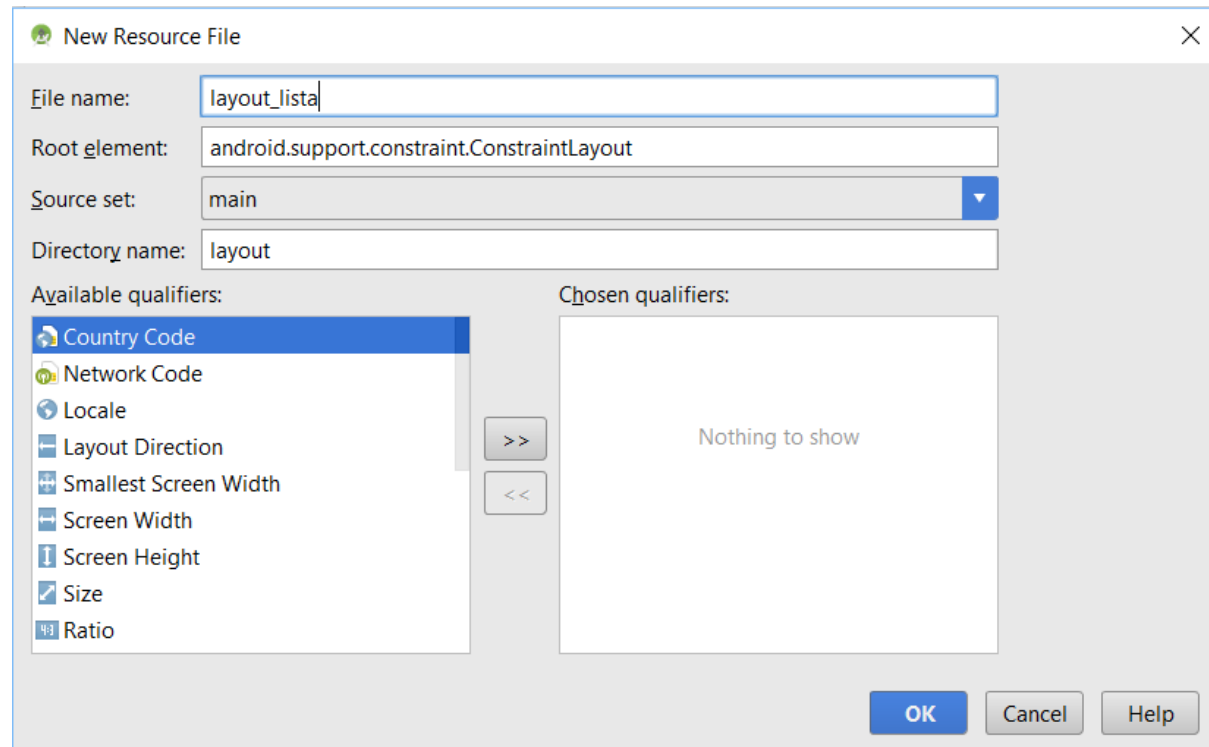 New Resource File
File name: layout_lista
Root element: android.support.constraint.ConstraintLayout
Source set: main
Directory name: layout
Available qualifiers:
Chosen qualifiers:
Country Code
Network Code
Locale
Layout Direction
Smallest Screen Width
Screen Width
Screen Height
Size
4:3 Ratio
>>
<<
Nothing to show
OK Cancel Help